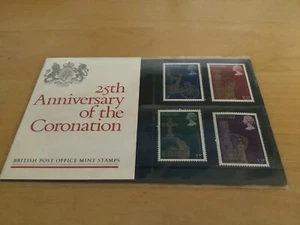 25th
Anniversary
of the
Coronation
BRITISH POST OFFICE MINT STAMPS